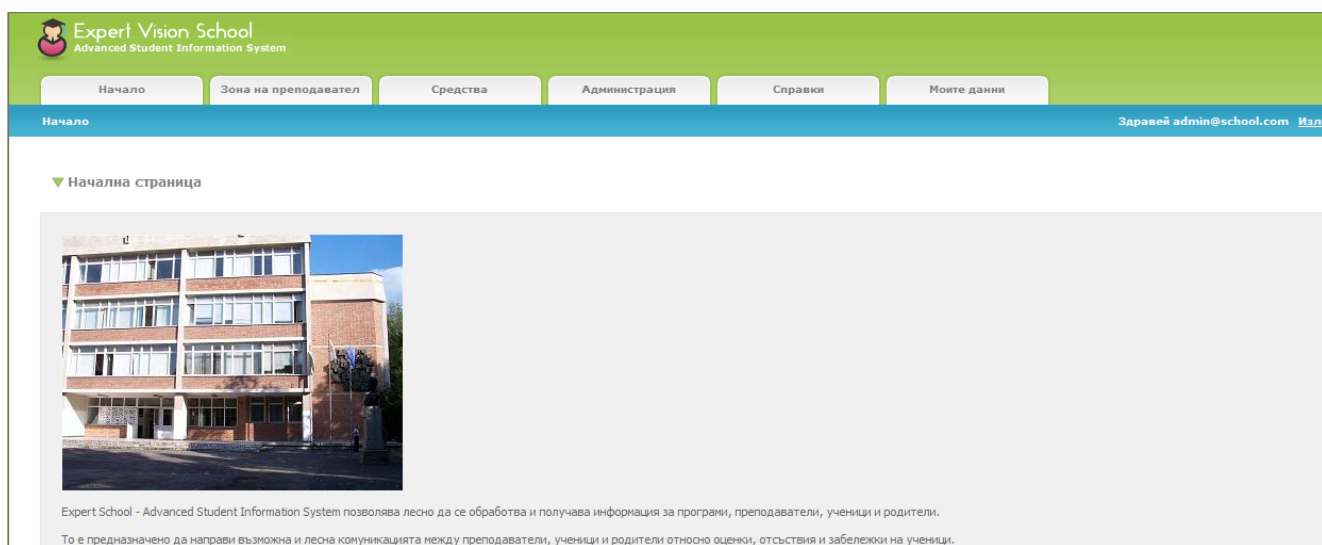 Expert Vision School
Advanced Student Information System
Начало Зона на преподавател Средства Администрация Справки Моите данни
Начало Здравей admin@school.com Изл
Начална страница
Expert School - Advanced Student Information System позволява лесно да се обработва и получава информация за програми, преподаватели, ученици и родители.
То е предназначено да направи възможна и лесна комуникацията между преподаватели, ученици и родители относно оценки, отсъствия и забележки на ученици.